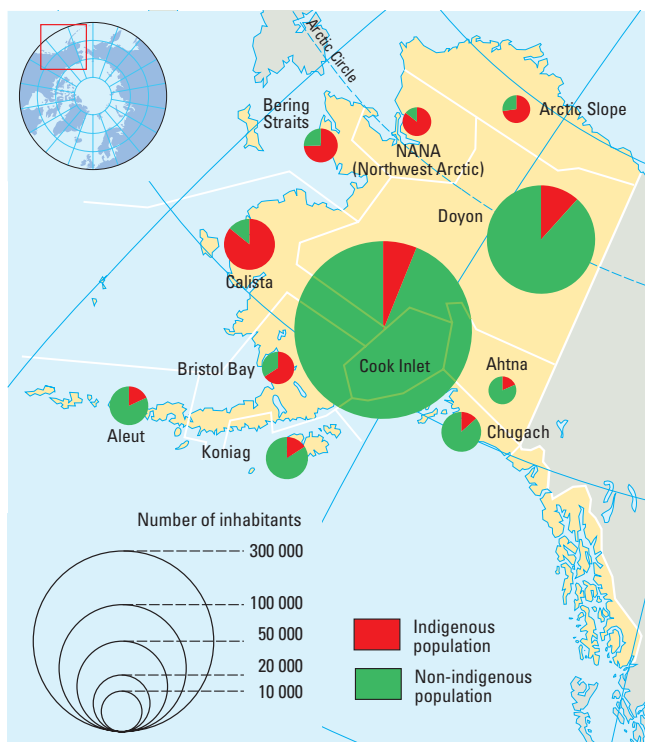 Arctic Circle
Bering
Straits
NANA
(Northwest Arctic)
Arctic Slope
Doyon
Calista
Cook Inlet
Bristol Bay
Ahtna
Aleut
Koniag
Chugach
Number of inhabitants
300 000
100 000
50 000
20 000
10 000
Indigenous
population
Non-indigenous
population